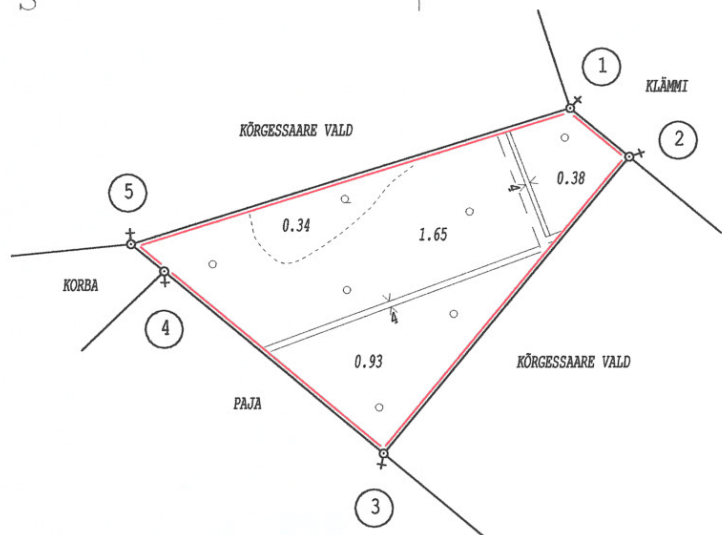 S
1
KLÄMMI
KÕRGESSAARE VALD
2
0.38
4
5
0.34
1.65
KORBA
4
4
0.93
KÕRGESSAARE VALD
PAJA
3